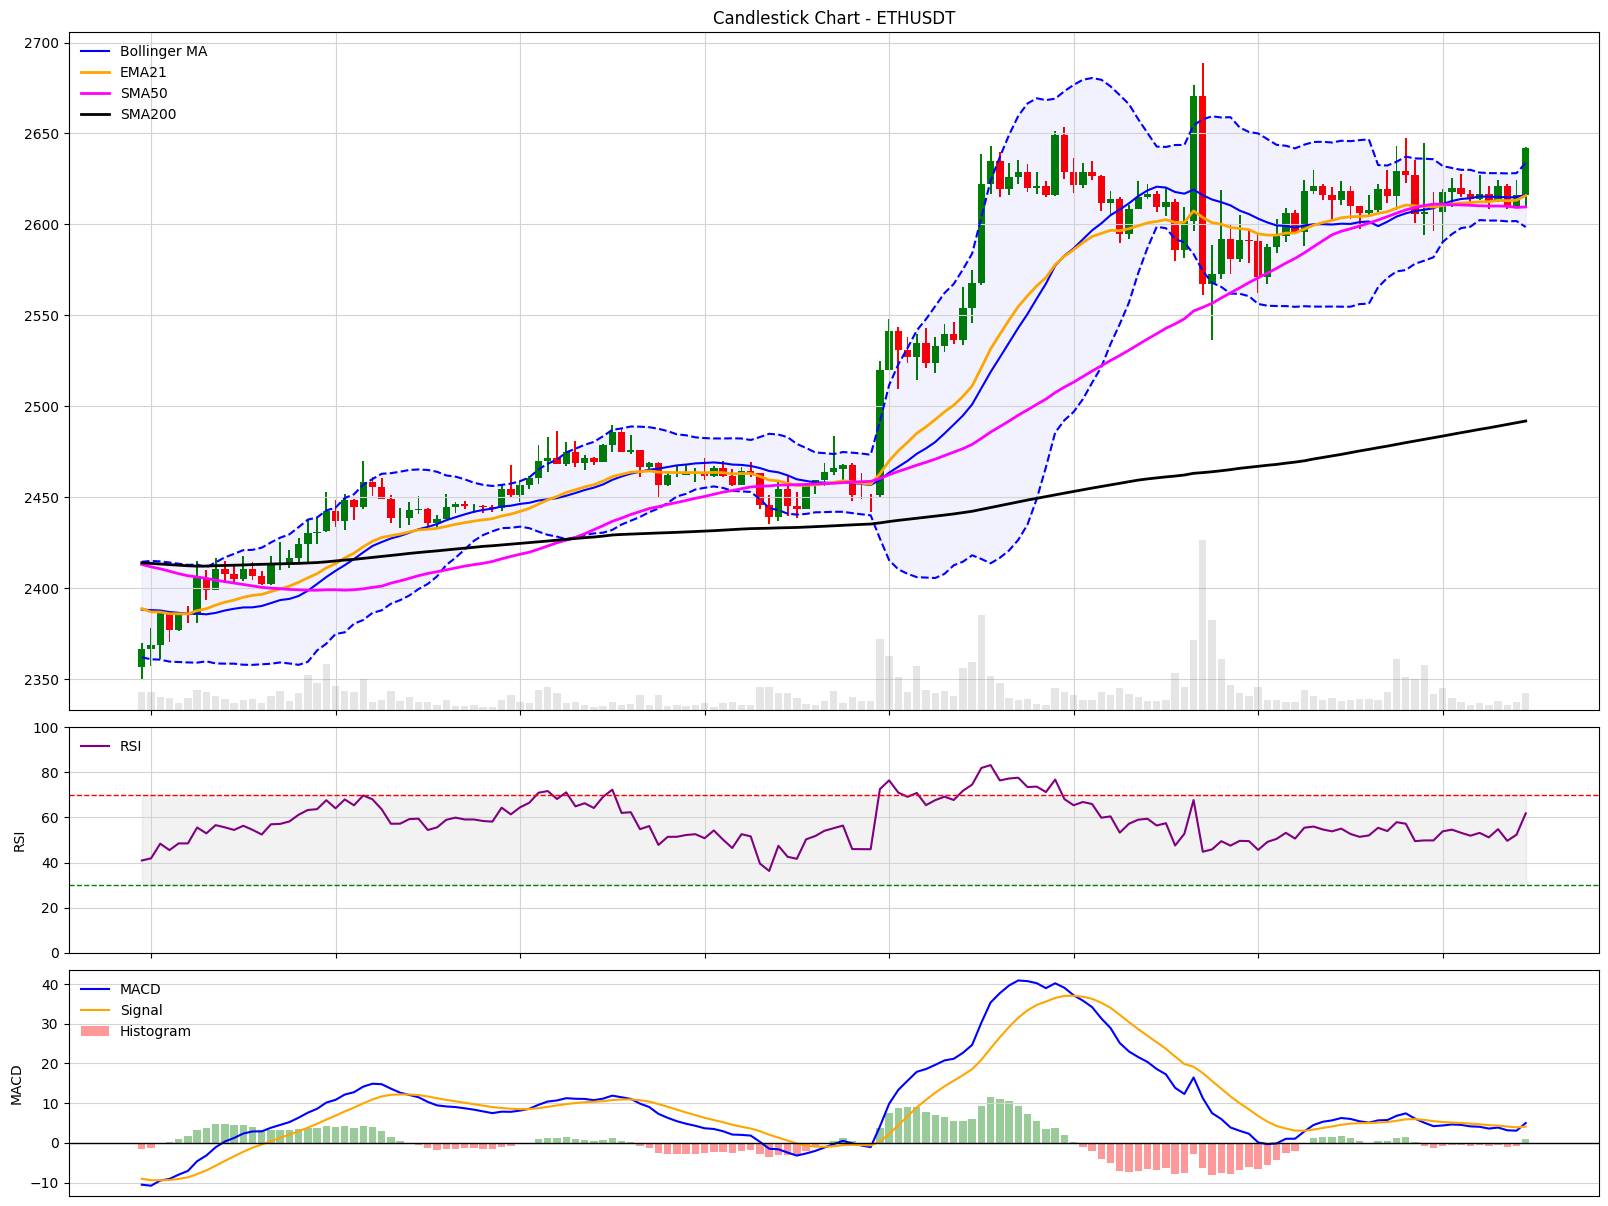 Candlestick Chart - ETHUSDT
Bollinger MA
EMA21
SMA50
SMA200
2700
2650
2600
2550
2500
2450
2400
2350
RSI
100
80
60
40
20
0
RSI
MACD
Signal
Histogram
40
30
20
10
0
−10
MACD